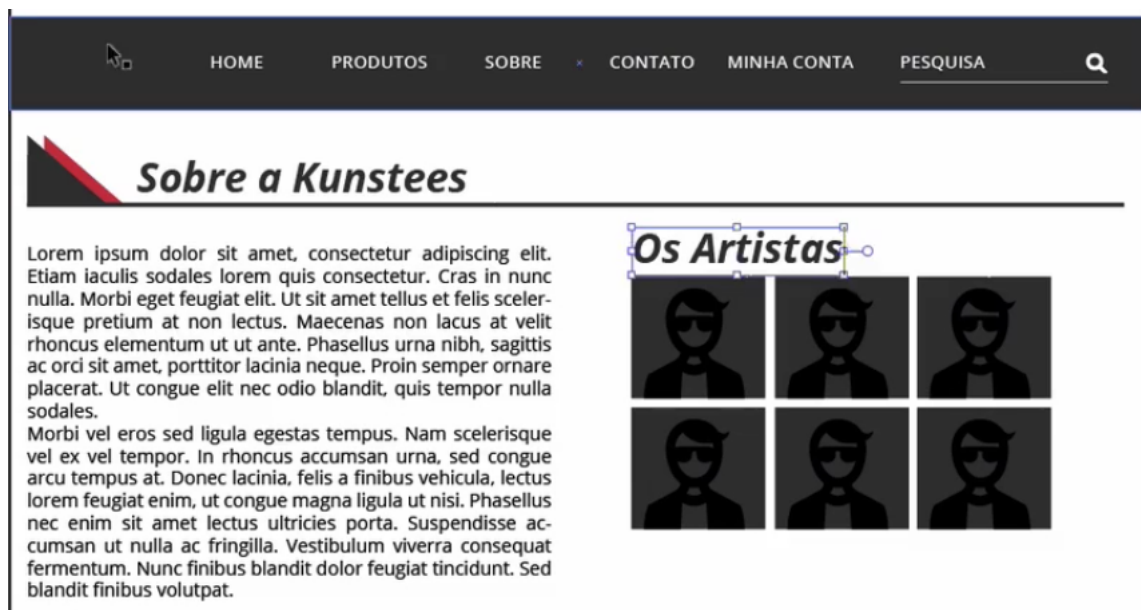 HOME PRODUTOS SOBRE CONTATO MINHA CONTA PESQUISA
Sobre a Kunstees
Lorem ipsum dolor sit amet, consectetur adipiscing elit.
Etiam iaculis sodales lorem quis consectetur. Cras in nunc
nulla. Morbi eget feugiat elit. Ut sit amet tellus et felis sceler-
isque pretium at non lectus. Maecenas non lacus at velit
rhoncus elementum ut ut ante. Phasellus urna nibh, sagittis
ac orci sit amet, porttitor lacinia neque. Proin semper ornare
placerat. Ut congue elit nec odio blandit, quis tempor nulla
sodales.
Morbi vel eros sed ligula egestas tempus. Nam scelerisque
vel ex vel tempor. In rhoncus accumsan urna, sed congue
arcu tempus at. Donec lacinia, felis a finibus vehicula, lectus
lorem feugiat enim, ut congue magna ligula ut nisi. Phasellus
nec enim sit amet lectus ultricies porta. Suspendisse ac-
cumsan ut nulla ac fringilla. Vestibulum viverra consequat
fermentum. Nunc finibus blandit dolor feugiat tincidunt. Sed
blandit finibus volutpat.
Os Artistas